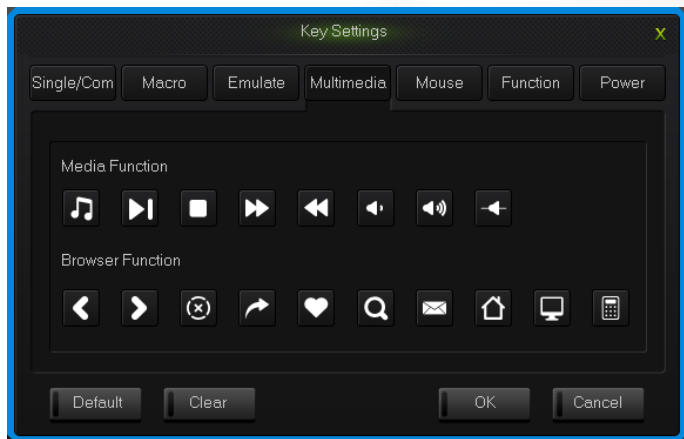 Key Settings
X
Single/Com Macro Emulate Multimedia Mouse Function Power
Media Function
Browser Function
Default Clear OK Cancel